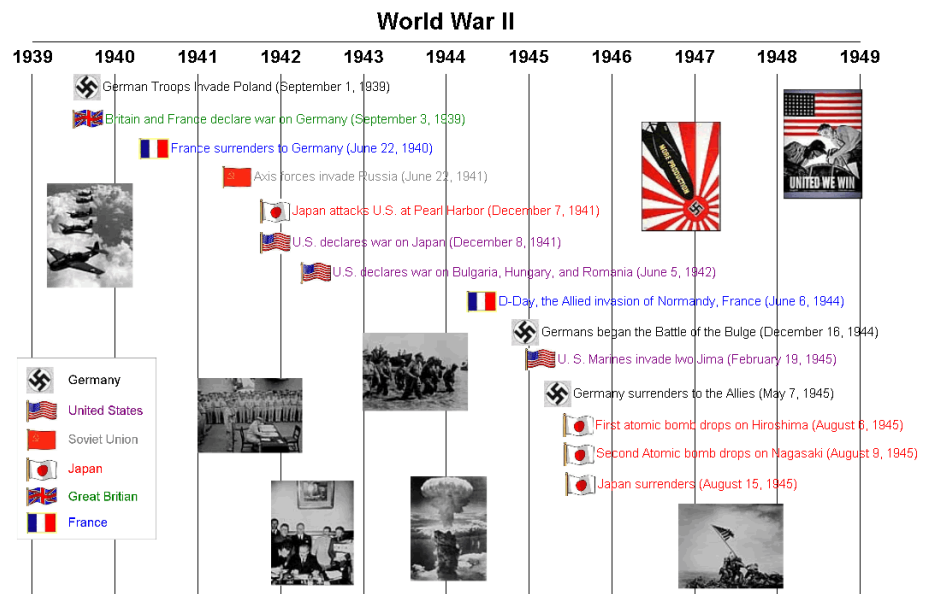 World War II
1939 1940 1941 1942 1943 1944 1945 1946 1947 1948 1949
German Troops Invade Poland (September 1, 1939)
Britain and France declare war on Germany (September 3, 1939)
France surrenders to Germany (June 22, 1940)
Axis forces invade Russia (June 22, 1941)
Japan attacks U.S. at Pearl Harbor (December 7, 1941)
U.S. declares war on Japan (December 8, 1941)
U.S. declares war on Bulgaria, Hungary, and Romania (June 5, 1942)
D-Day, the Allied invasion of Normandy, France (June 6, 1944)
Germans began the Battle of the Bulge (December 16, 1944)
U. S. Marines invade Iwo Jima (February 19, 1945)
Germany surrenders to the Allies (May 7, 1945)
First atomic bomb drops on Hiroshima (August 6, 1945)
Second Atomic bomb drops on Nagasaki (August 9, 1945)
Japan surrenders (August 15, 1945)
MORE PRODUCTION
UNITED WE WIN
Germany
United States
Soviet Union
Japan
Great Britian
France